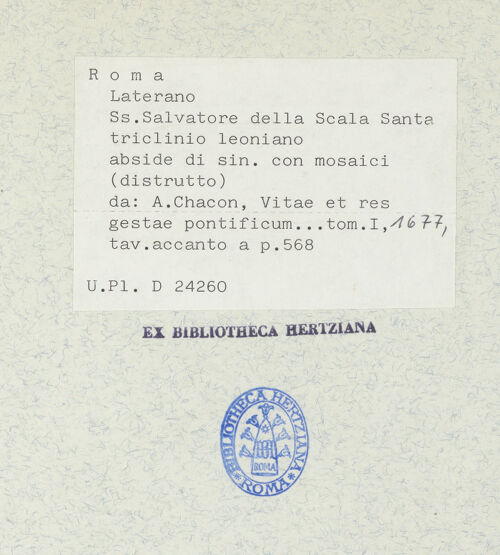 R o m a
Laterano
Ss.Salvatore della Scala Santa
triclinio leoniano
abside di sin. con mosaici
(distrutto)
da: A.Chacon, Vitae et res
gestae pontificum...tom.I,1677,
tav.accanto a p.568
U.Pl. D 24260
EX BIBLIOTHECA HERTZIANA
BIBLIOTHECA HERTZIANA
ROMA
ROMA